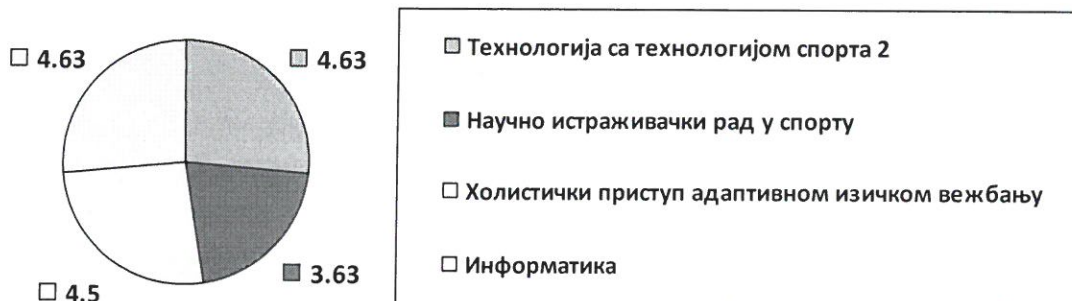 4.63
4.63
3.63
4.5
Технологија са технологијом спорта 2
Научно истраживачки рад у спорту
Холистички приступ адаптивном изичком вежбању
Информатика